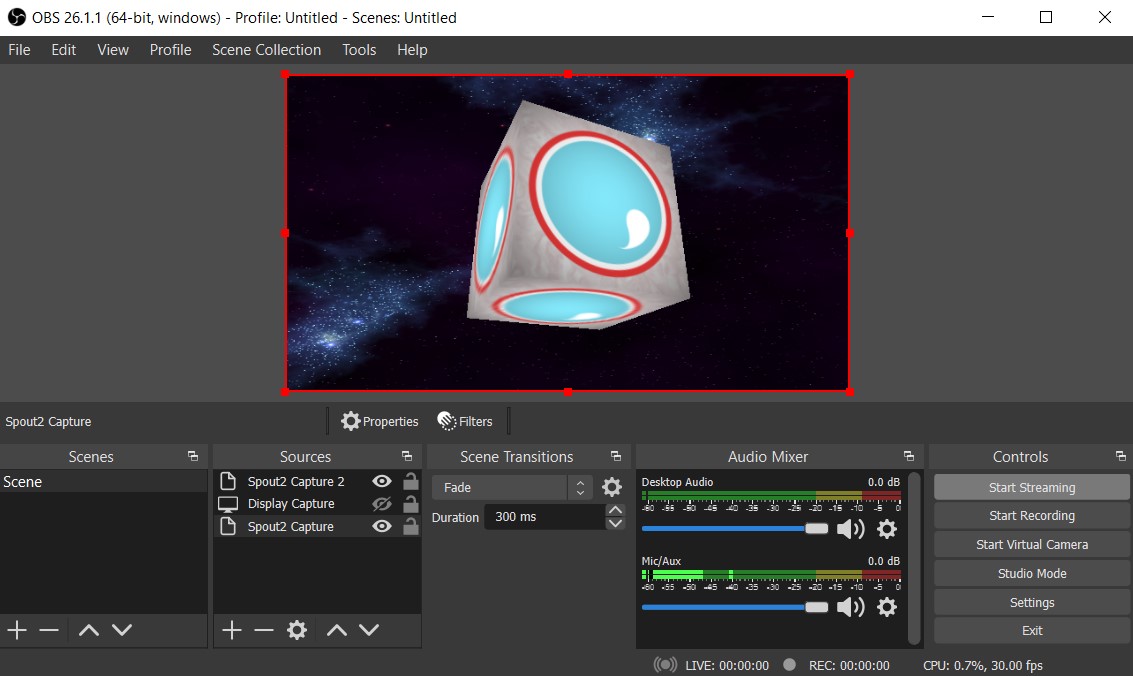 OBS 26.1.1 (64-bit, windows) - Profile: Untitled - Scenes: Untitled
File Edit View Profile Scene Collection Tools Help
Spout2 Capture Properties Filters
Scenes
Scene
Sources
Spout2 Capture 2
Display Capture
Spout2 Capture
Scene Transitions
Fade
Duration 300 ms
Audio Mixer
Desktop Audio 0.0 dB
-60 -55 -50 -45 -40 -35 -30 -25 -20 -15 -10 -5 0
Mic/Aux 0.0 dB
-60 -55 -50 -45 -40 -35 -30 -25 -20 -15 -10 -5 0
Controls
Start Streaming
Start Recording
Start Virtual Camera
Studio Mode
Settings
Exit
LIVE: 00:00:00 REC: 00:00:00 CPU: 0.7%, 30.00 fps